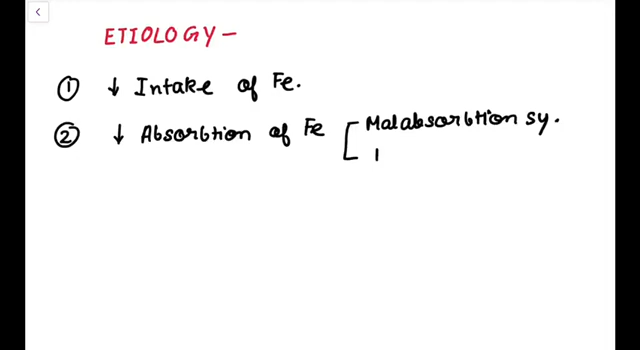 ETIOLOGY -
① ↓ Intake of Fe.
② ↓ Absorbtion of Fe [ Malabsorbtion sy.